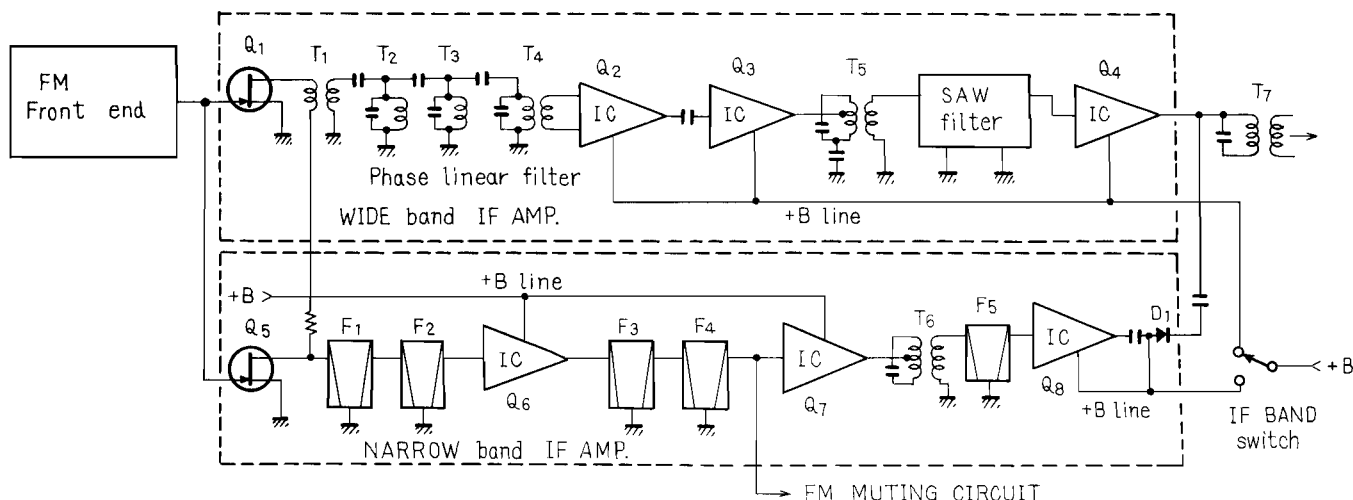 FM
Front end
Q1
T1
T2
T3
T4
Q2
IC
Q3
IC
T5
SAW
filter
Q4
IC
T7
Phase linear filter
WIDE band IF AMP.
+B line
+B
+B line
Q5
F1
F2
IC
Q6
F3
F4
IC
Q7
T6
F5
IC
Q8
D1
+B line
+B
IF BAND
switch
NARROW band IF AMP.
FM MUTING CIRCUIT